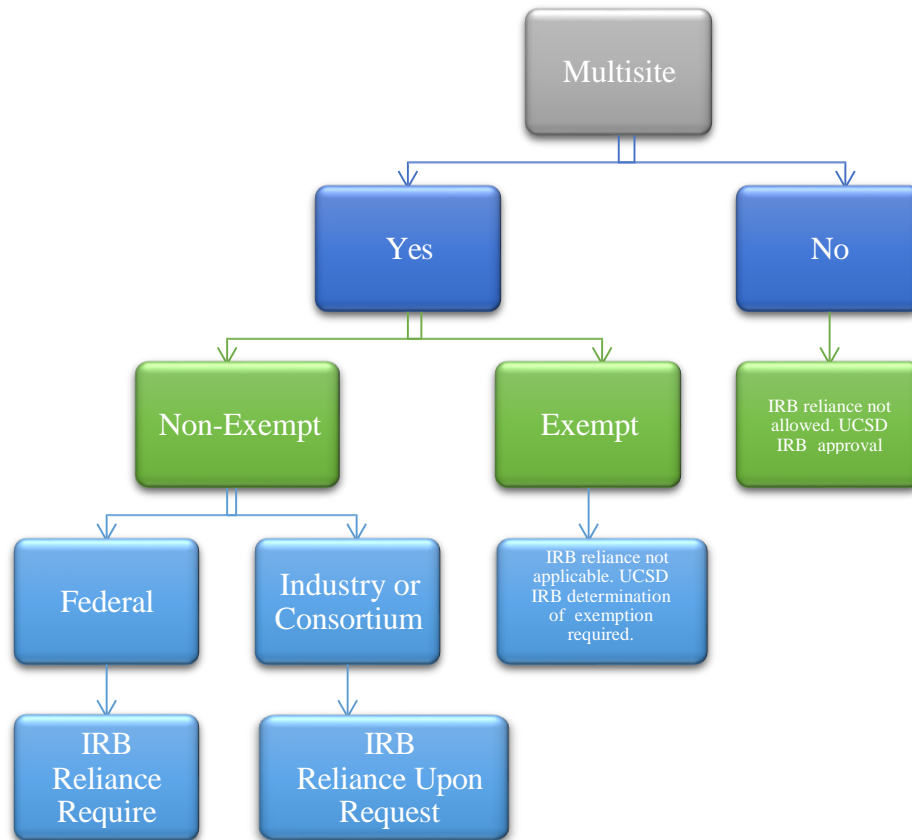 Multisite
Yes
No
Non-Exempt
Exempt
IRB reliance not
allowed. UCSD
IRB approval
Federal
Industry or
Consortium
IRB reliance not
applicable. UCSD
IRB determination
of exemption
required.
IRB
Reliance
Require
IRB
Reliance Upon
Request